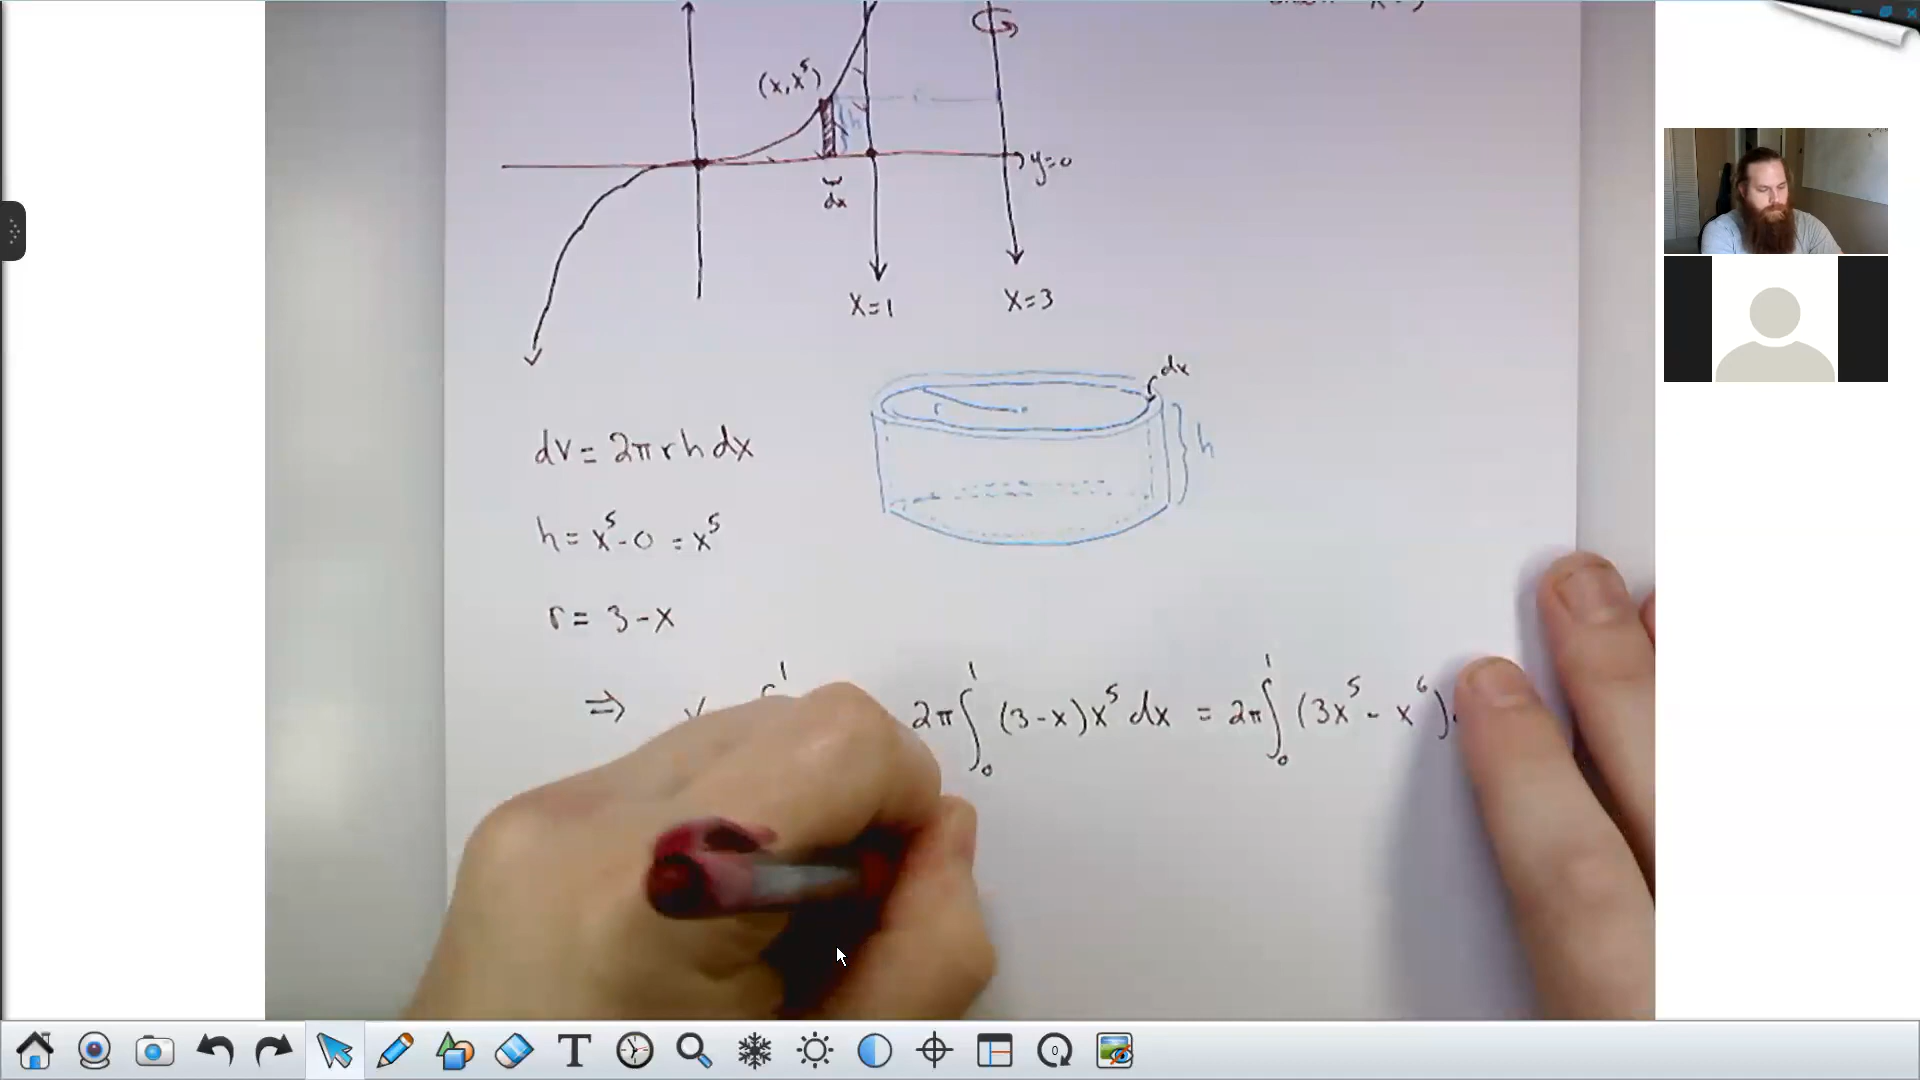 (x, x⁵)
r
h
y=0
dx
x=1
x=3
dx
r
h
dv = 2πrhdx
h = x⁵-0 = x⁵
r = 3-x
⇒ 2π∫₀¹ (3-x)x⁵ dx = 2π∫₀¹ (3x⁵ - x⁶)
T
0